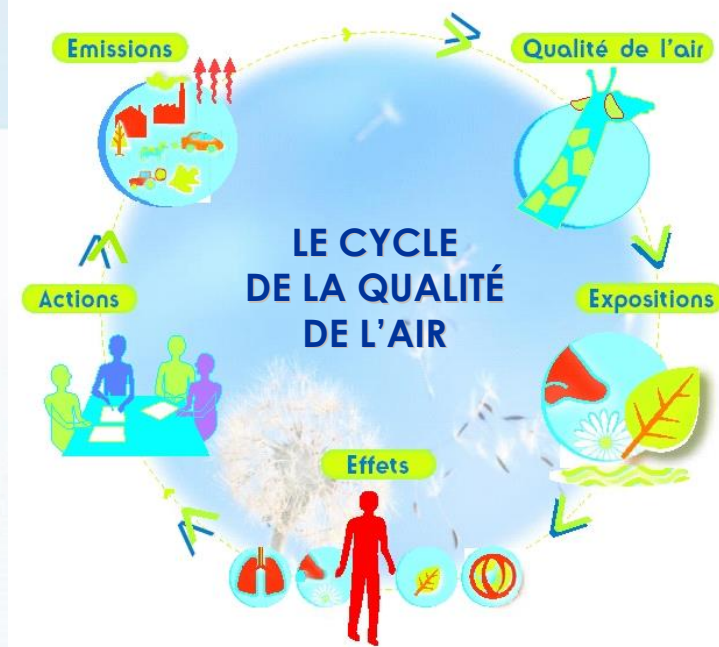 Emissions
Qualité de l'air
LE CYCLE
DE LA QUALITÉ
DE L'AIR
Actions
Expositions
Effets